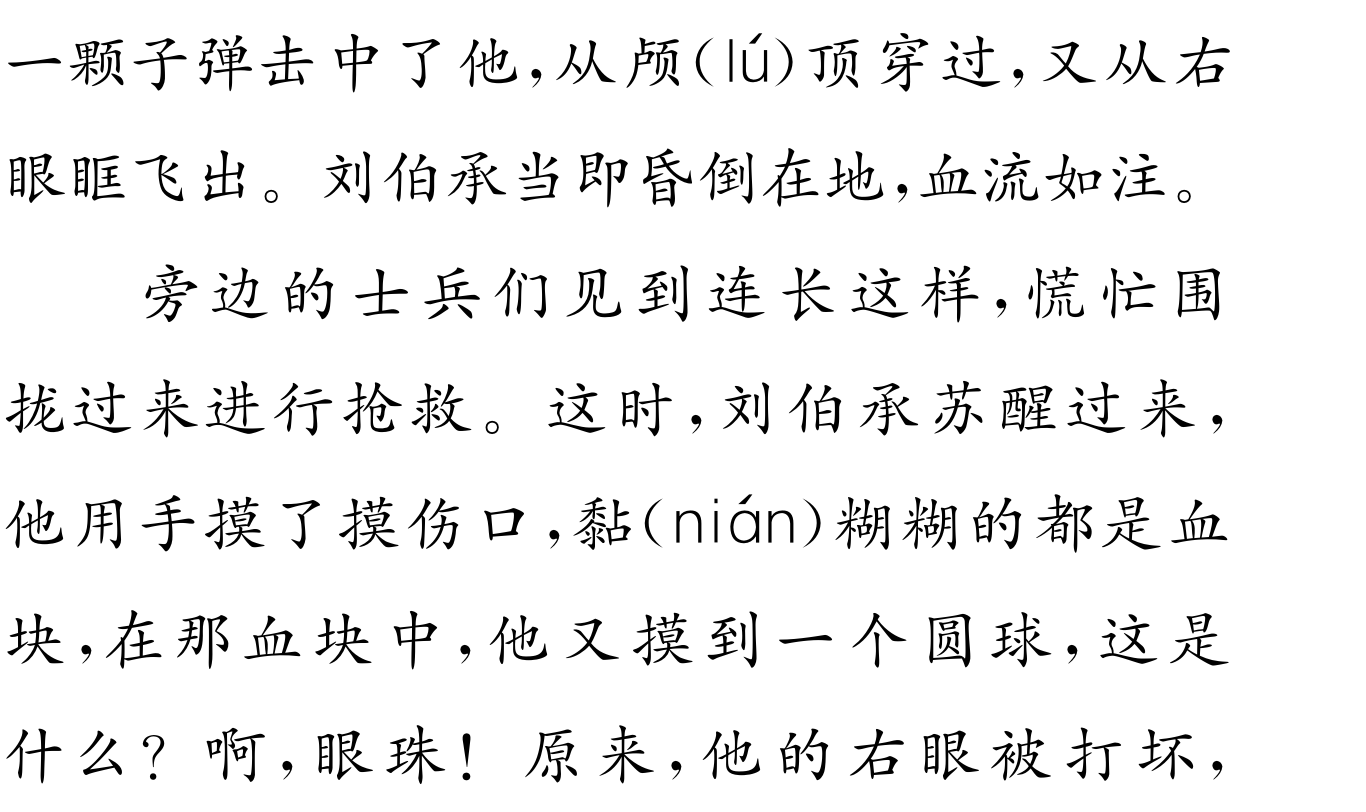 一颗子弹击中了他,从颅(lú)顶穿过,又从右
眼眶飞出。刘伯承当即昏倒在地,血流如注。
旁边的士兵们见到连长这样,慌忙围
拢过来进行抢救。这时,刘伯承苏醒过来,
他用手摸了摸伤口,黏(nián)糊糊的都是血
块,在那血块中,他又摸到一个圆球,这是
什么?啊,眼珠!原来,他的右眼被打坏,